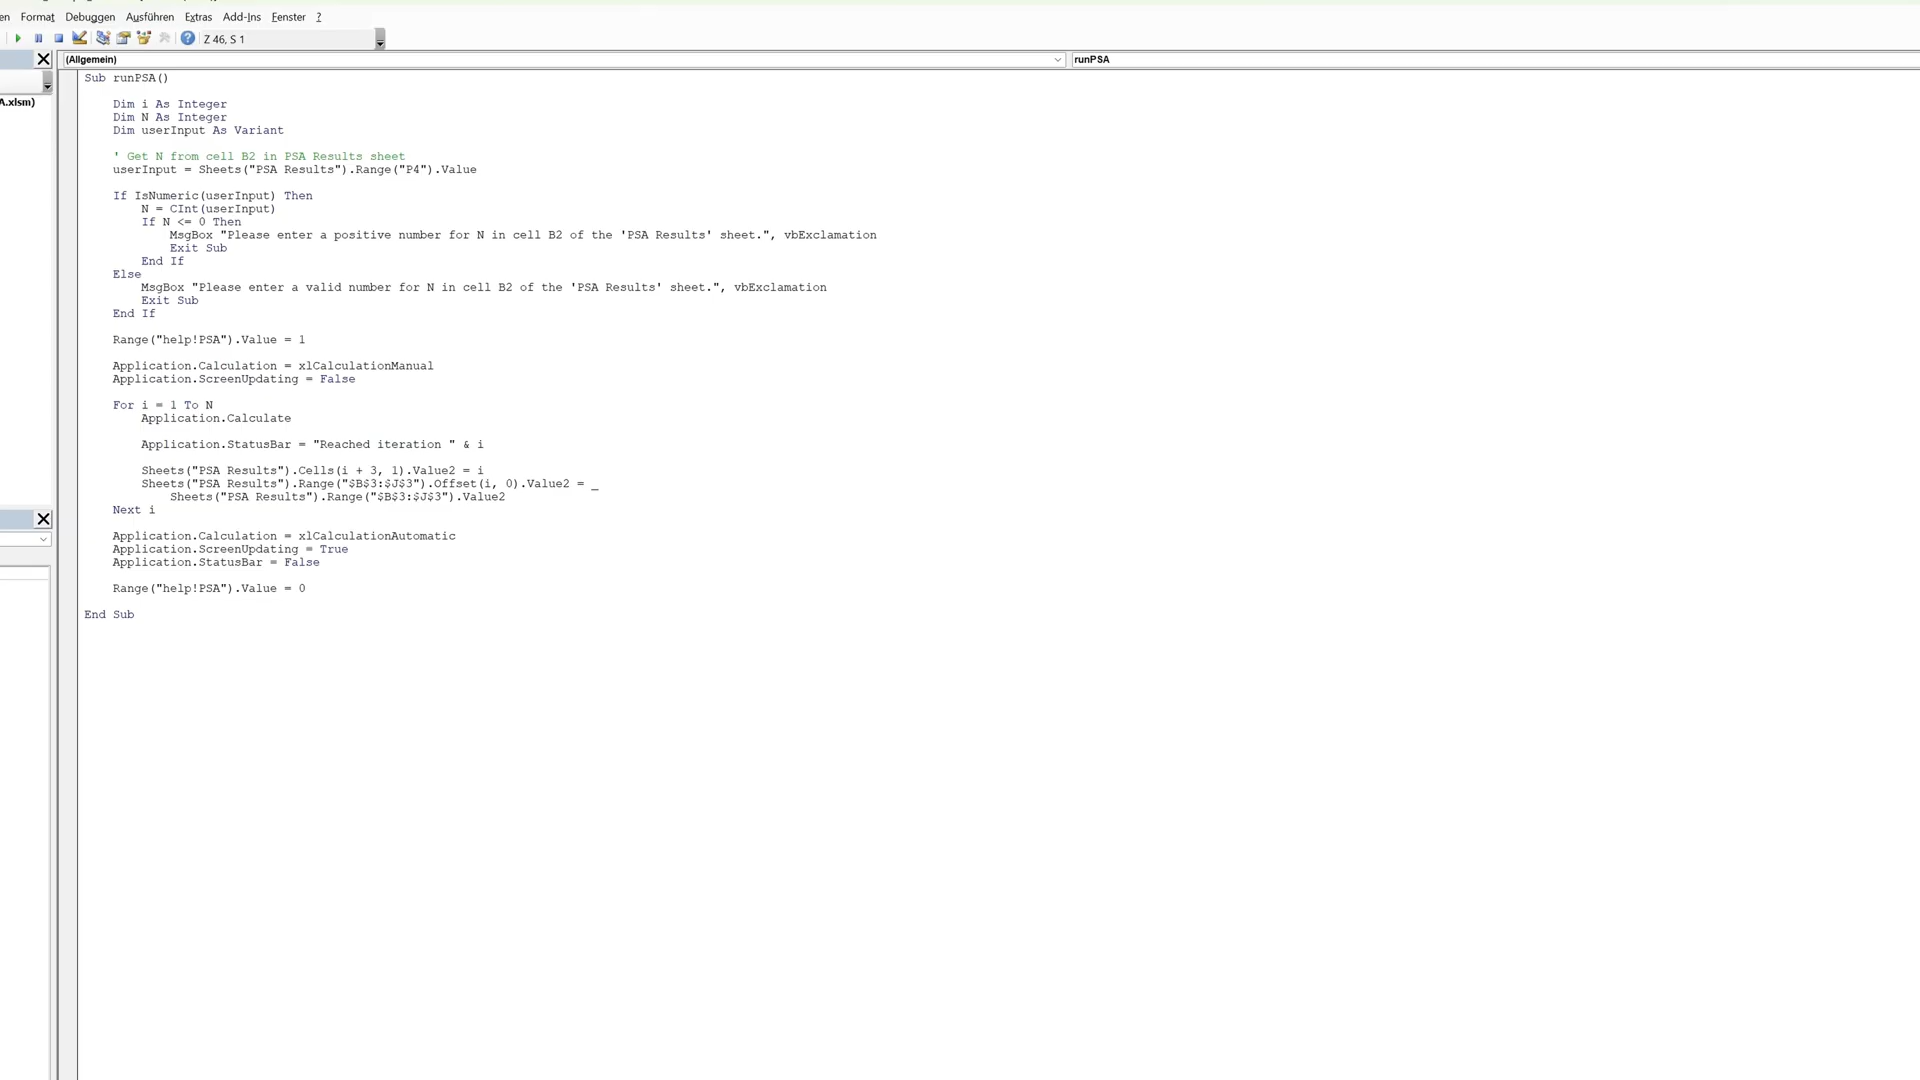 en Format Debuggen Ausführen Extras Add-Ins Fenster ?
Z 46, S 1
(Allgemein) runPSA
A.xlsm)
Sub runPSA()
Dim i As Integer
Dim N As Integer
Dim userInput As Variant
' Get N from cell B2 in PSA Results sheet
userInput = Sheets("PSA Results").Range("P4").Value
If IsNumeric(userInput) Then
N = CInt(userInput)
If N <= 0 Then
MsgBox "Please enter a positive number for N in cell B2 of the 'PSA Results' sheet.", vbExclamation
Exit Sub
End If
Else
MsgBox "Please enter a valid number for N in cell B2 of the 'PSA Results' sheet.", vbExclamation
Exit Sub
End If
Range("help!PSA").Value = 1
Application.Calculation = xlCalculationManual
Application.ScreenUpdating = False
For i = 1 To N
Application.Calculate
Application.StatusBar = "Reached iteration " & i
Sheets("PSA Results").Cells(i + 3, 1).Value2 = i
Sheets("PSA Results").Range("$B$3:$J$3").Offset(i, 0).Value2 = _
Sheets("PSA Results").Range("$B$3:$J$3").Value2
Next i
Application.Calculation = xlCalculationAutomatic
Application.ScreenUpdating = True
Application.StatusBar = False
Range("help!PSA").Value = 0
End Sub